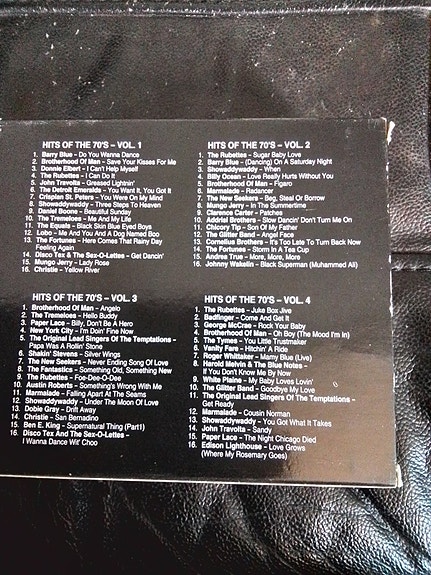 HITS OF THE 70'S – VOL. 1
1. Barry Blue – Do You Wanna Dance
2. Brotherhood Of Man – Save Your Kisses For Me
3. Donnie Elbert – I Can't Help Myself
4. The Rubettes – I Can Do It
5. John Travolta – Greased Lightnin'
6. The Detroit Emeralds – You Want It, You Got It
7. Crispian St. Peters – You Were On My Mind
8. Showaddywaddy – Three Steps To Heaven
9. Daniel Boone – Beautiful Sunday
10. The Tremeloes – Me And My Life
11. The Equals – Black Skin Blue Eyed Boys
12. Lobo – Me And You And A Dog Named Boo
13. The Fortunes – Here Comes That Rainy Day
Feeling Again
14. Disco Tex & The Sex-O-Lettes – Get Dancin'
15. Mungo Jerry – Lady Rose
16. Christie – Yellow River
HITS OF THE 70'S – VOL. 2
1. The Rubettes – Sugar Baby Love
2. Barry Blue – (Dancing) On A Saturday Night
3. Showaddywaddy – When
4. Billy Ocean – Love Really Hurts Without You
5. Brotherhood Of Man – Figaro
6. Marmalade – Radancer
7. The New Seekers – Beg, Steal Or Borrow
8. Mungo Jerry – In The Summertime
9. Clarence Carter – Patches
10. Addriel Brothers – Slow Dancin' Don't Turn Me On
11. Chicory Tip – Son Of My Father
12. The Glitter Band – Angel Face
13. Cornelius Brothers – It's Too Late To Turn Back Now
14. The Fortunes – Storm In A Tea Cup
15. Andrea True – More, More, More
16. Johnny Wakelin – Black Superman (Muhammed Ali)
HITS OF THE 70'S – VOL. 3
1. Brotherhood Of Man – Angelo
2. The Tremeloes – Hello Buddy
3. Paper Lace – Billy, Don't Be A Hero
4. New York City – I'm Doin' Fine Now
5. The Original Lead Singers Of The Temptations –
Papa Was A Rollin' Stone
6. Shakin' Stevens – Silver Wings
7. The New Seekers – Never Ending Song Of Love
8. The Fantastics – Something Old, Something New
9. The Rubettes – Foe-Dee-O-Dee
10. Austin Roberts – Something's Wrong With Me
11. Marmalade – Falling Apart At The Seams
12. Showaddywaddy – Under The Moon Of Love
13. Dobie Gray – Drift Away
14. Christie – San Bernadino
15. Ben E. King – Supernatural Thing (Part1)
16. Disco Tex And The Sex-O-Lettes –
I Wanna Dance Wit' Choo
HITS OF THE 70'S – VOL. 4
1. The Rubettes – Juke Box Jive
2. Badfinger – Come And Get It
3. George McCrae – Rock Your Baby
4. Brotherhood Of Man – Oh Boy (The Mood I'm In)
5. The Tymes – You Little Trustmaker
6. Vanity Fare – Hitchin' A Ride
7. Roger Whittaker – Mamy Blue (Live)
8. Harold Melvin & The Blue Notes –
If You Don't Know Me By Now
9. White Plaine – My Baby Loves Lovin'
10. The Glitter Band – Goodbye My Love
11. The Original Lead Singers Of The Temptations –
Get Ready
12. Marmalade – Cousin Norman
13. Showaddywaddy – You Got What It Takes
14. John Travolta – Sandy
15. Paper Lace – The Night Chicago Died
16. Edison Lighthouse – Love Grows
(Where My Rosemary Goes)